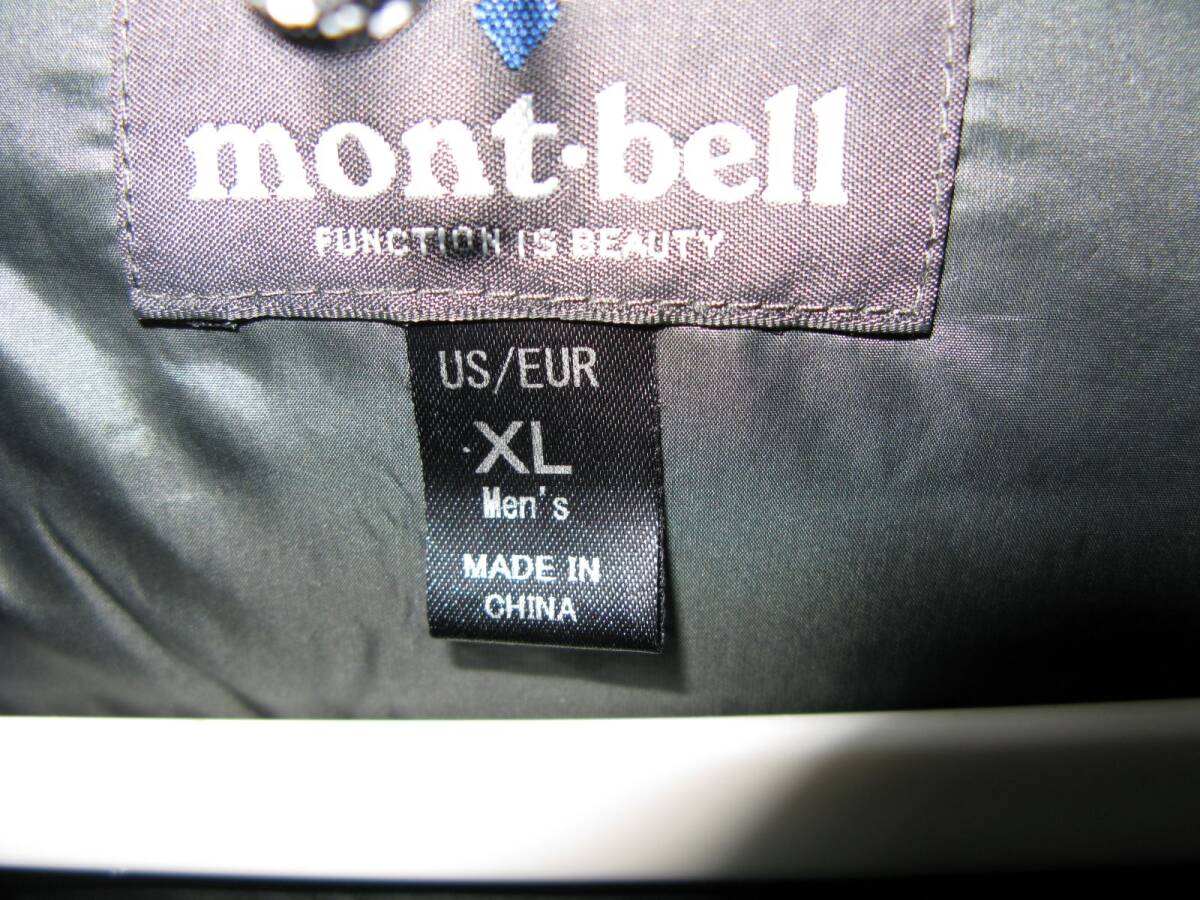 mont·bell
FUNCTION IS BEAUTY
US/EUR
XL
Men's
MADE IN
CHINA